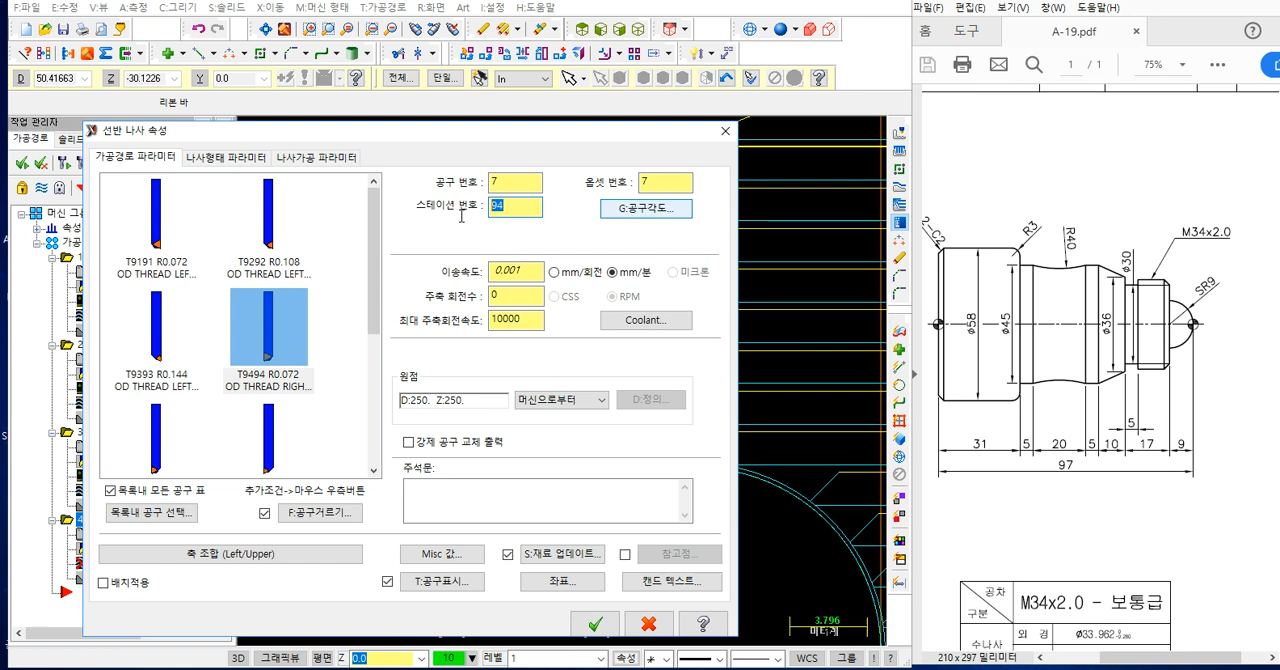 F:파일 E:수정 V:뷰 A:측정 C:그리기 S:솔리드 X:이동 M:머신 형태 T:가공경로 R:화면 Art I:설정 H:도움말
D 50.41663 Z -30.1226 Y 0.0 전체... 단일... In
리본 바
작업 관리자
가공경로 솔리드
머신 그룹
속성
가공
1
2
3
4
선반 나사 속성
가공경로 파라미터 나사형태 파라미터 나사가공 파라미터
T9191 R0.072
OD THREAD LEF...
T9292 R0.108
OD THREAD LEFT...
T9393 R0.144
OD THREAD LEFT...
T9494 R0.072
OD THREAD RIGH...
목록내 모든 공구 표
추가조건->마우스 우측버튼
목록내 공구 선택...
F:공구거르기...
축 조합 (Left/Upper)
배치적용
공구 번호 : 7
옵셋 번호 : 7
스테이션 번호 : 94
G:공구각도...
이송속도: 0.001 mm/회전 mm/분 미크론
주축 회전수 : 0 CSS RPM
최대 주축회전속도: 10000 Coolant...
원점
D:250. Z:250. 머신으로부터 D:정의...
강제 공구 교체 출력
주석문:
Misc 값... S:재료 업데이트... 참고점...
T:공구표시... 좌표... 캔드 텍스트...
3.796
미터계
3D 그래픽뷰 평면 Z 0.0 10 레벨 1 속성 WCS 그룹 ! ?
파일(F) 편집(E) 보기(V) 창(W) 도움말(H)
홈 도구 A-19.pdf ×
1 / 1 75%
2-C2
R3
R40
ø30
M34x2.0
SR9
ø58
ø45
ø36
5
31 5 20 5 10 17 9
97
공차
구분
M34x2.0 - 보통급
수나사 외 경
210 x 297 밀리미터